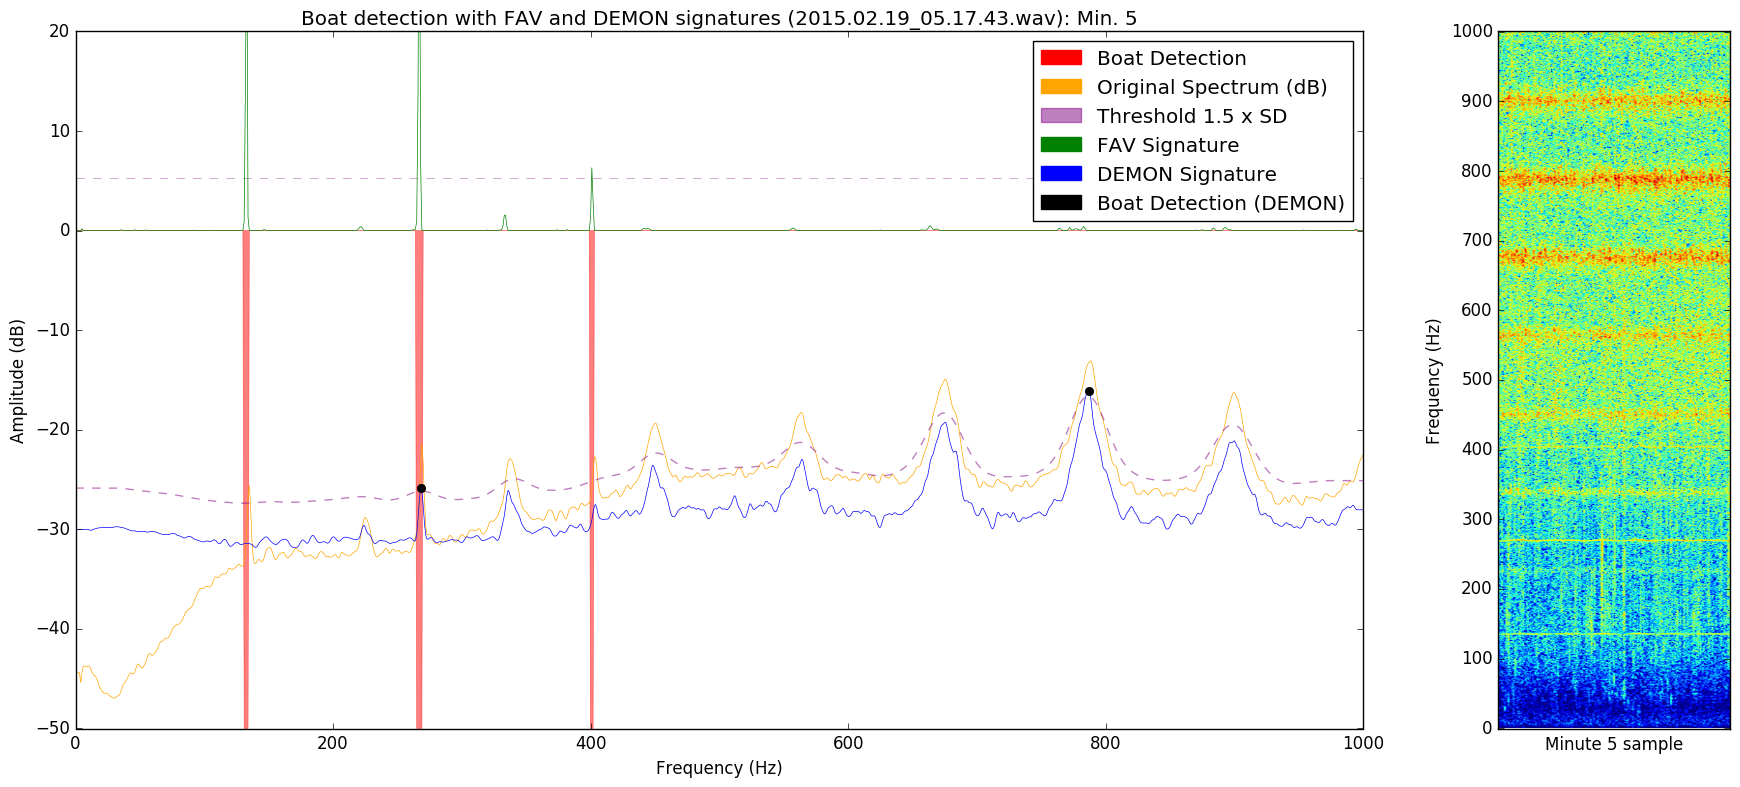 Boat detection with FAV and DEMON signatures (2015.02.19_05.17.43.wav): Min. 5
20
10
0
−10
−20
−30
−40
−50
Amplitude (dB)
0 200 400 600 800 1000
Frequency (Hz)
Boat Detection
Original Spectrum (dB)
Threshold 1.5 x SD
FAV Signature
DEMON Signature
Boat Detection (DEMON)
1000
900
800
700
600
500
400
300
200
100
0
Frequency (Hz)
Minute 5 sample